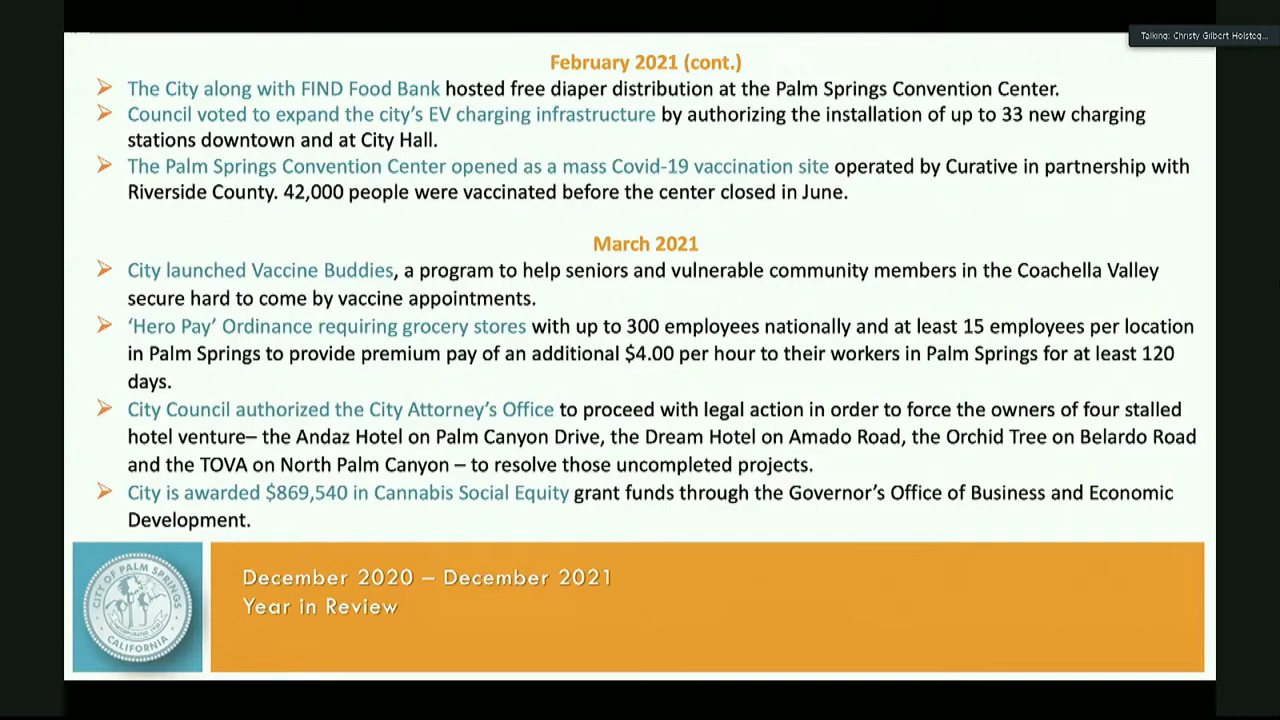 Talking: Christy Gilbert Holsteg...
February 2021 (cont.)
The City along with FIND Food Bank hosted free diaper distribution at the Palm Springs Convention Center.
Council voted to expand the city's EV charging infrastructure by authorizing the installation of up to 33 new charging
stations downtown and at City Hall.
The Palm Springs Convention Center opened as a mass Covid-19 vaccination site operated by Curative in partnership with
Riverside County. 42,000 people were vaccinated before the center closed in June.
March 2021
City launched Vaccine Buddies, a program to help seniors and vulnerable community members in the Coachella Valley
secure hard to come by vaccine appointments.
‘Hero Pay’ Ordinance requiring grocery stores with up to 300 employees nationally and at least 15 employees per location
in Palm Springs to provide premium pay of an additional $4.00 per hour to their workers in Palm Springs for at least 120
days.
City Council authorized the City Attorney's Office to proceed with legal action in order to force the owners of four stalled
hotel venture– the Andaz Hotel on Palm Canyon Drive, the Dream Hotel on Amado Road, the Orchid Tree on Belardo Road
and the TOVA on North Palm Canyon – to resolve those uncompleted projects.
City is awarded $869,540 in Cannabis Social Equity grant funds through the Governor's Office of Business and Economic
Development.
CITY OF PALM SPRINGS
CALIFORNIA
December 2020 – December 2021
Year in Review